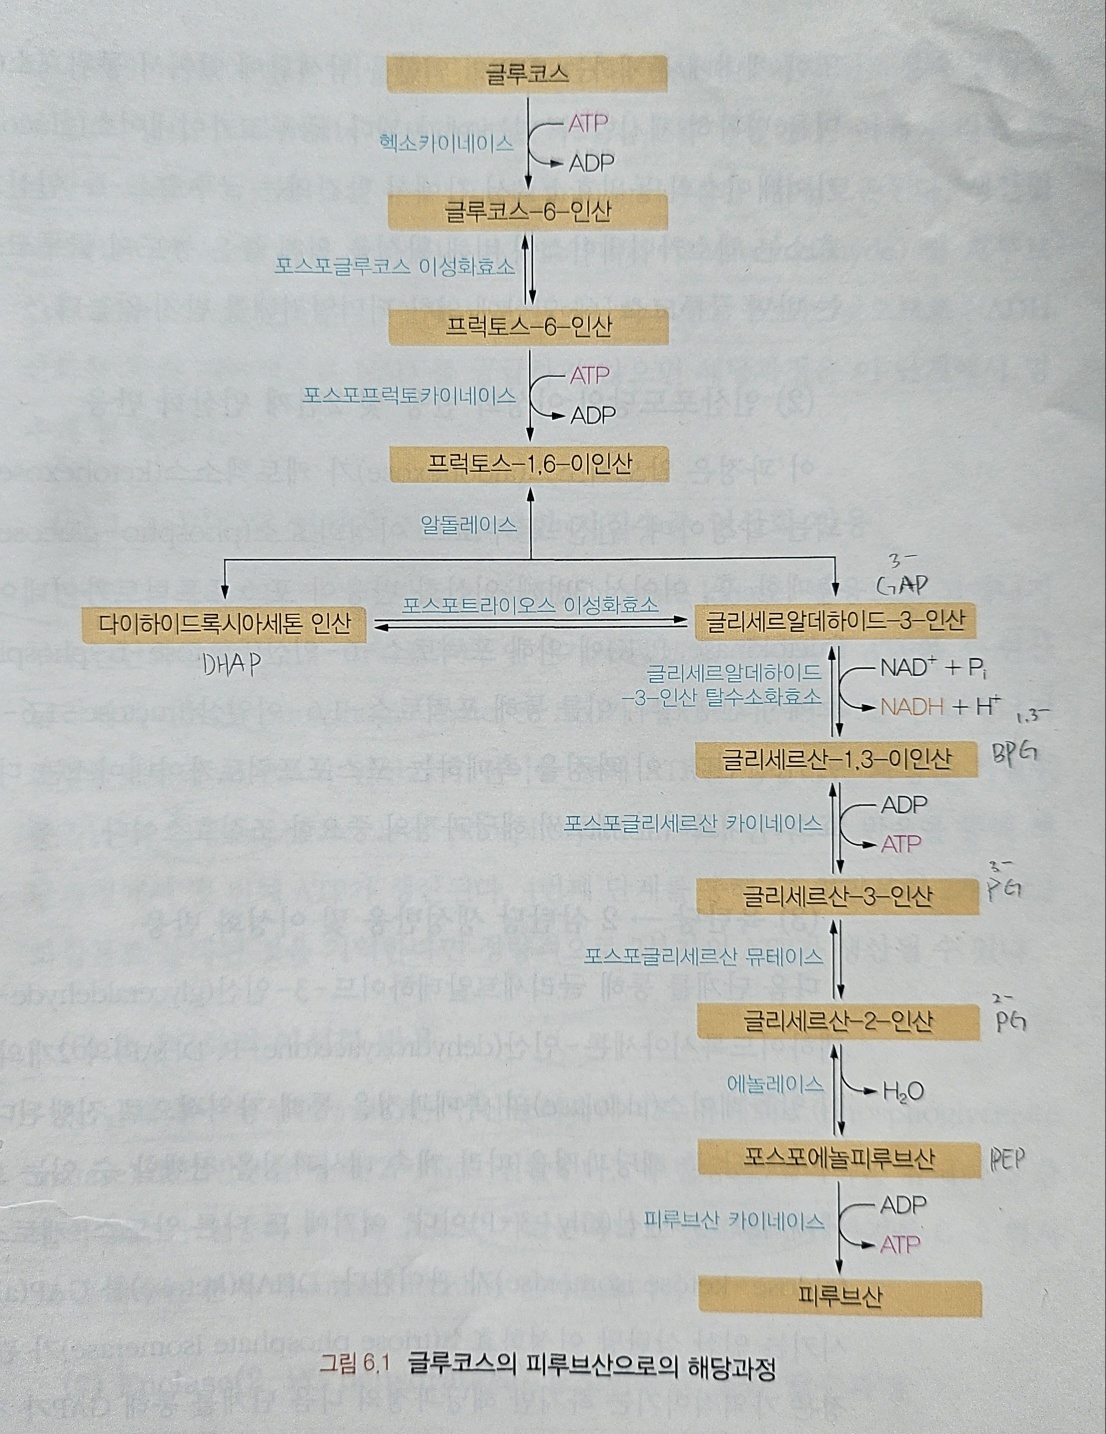 글루코스
헥소카이네이스
ATP
ADP
글루코스-6-인산
포스포글루코스 이성화효소
프럭토스-6-인산
포스포프럭토카이네이스
ATP
ADP
프럭토스-1,6-이인산
알돌레이스
다이하이드록시아세톤 인산
DHAP
포스포트라이오스 이성화효소
3-
GAP
글리세르알데하이드-3-인산
글리세르알데하이드
-3-인산 탈수소화효소
NAD⁺ + Pᵢ
NADH + H⁺
1,3-
BPG
글리세르산-1,3-이인산
포스포글리세르산 카이네이스
ADP
ATP
3-
PG
글리세르산-3-인산
포스포글리세르산 뮤테이스
2-
PG
글리세르산-2-인산
에놀레이스
H₂O
포스포에놀피루브산 PEP
피루브산 카이네이스
ADP
ATP
피루브산
그림 6.1 글루코스의 피루브산으로의 해당과정